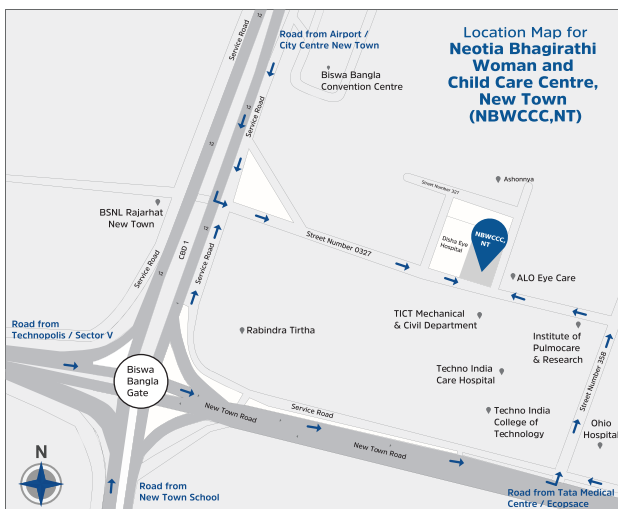 Location Map for
Neotia Bhagirathi
Woman and
Child Care Centre,
New Town
(NBWCCC,NT)
Road from Airport /
City Centre New Town
Service Road
Biswa Bangla
Convention Centre
Service Road
Ashonnya
Street Number 327
BSNL Rajarhat
New Town
NBWCCC,
NT
Disha Eye
Hospital
Street Number 0327
CBD 1
Service Road
Service Road
ALO Eye Care
TICT Mechanical
& Civil Department
Road from
Technopolis / Sector V
Rabindra Tirtha
Institute of
Pulmocare
& Research
Biswa
Bangla
Gate
Techno India
Care Hospital
Street Number 358
New Town Road
Service Road
Techno India
College of
Technology
Ohio
Hospital
New Town Road
N
Road from
New Town School
Road from Tata Medical
Centre / Ecopsace